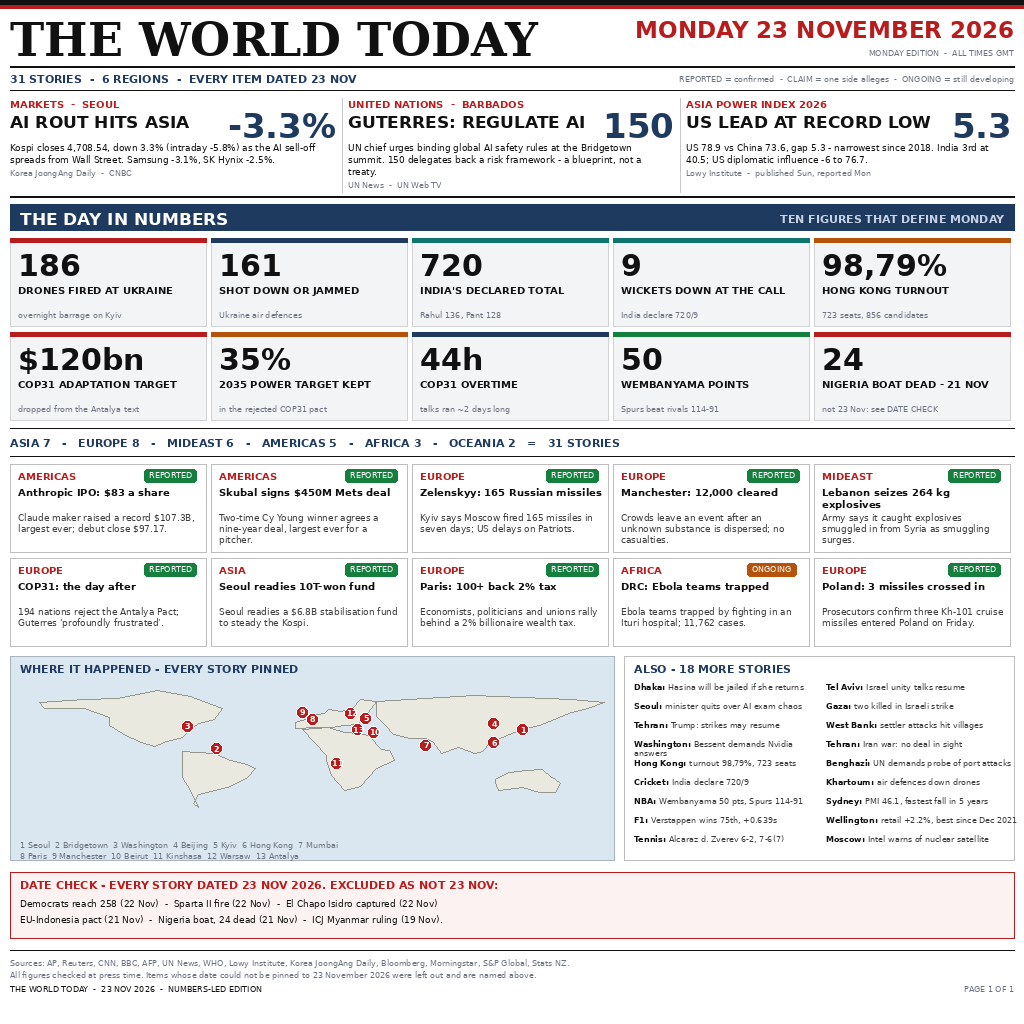 THE WORLD TODAY
MONDAY 23 NOVEMBER 2026
MONDAY EDITION - ALL TIMES GMT
31 STORIES - 6 REGIONS - EVERY ITEM DATED 23 NOV
REPORTED = confirmed - CLAIM = one side alleges - ONGOING = still developing
MARKETS - SEOUL
AI ROUT HITS ASIA
-3.3%
Kospi closes 4,708.54, down 3.3% (intraday -5.8%) as the AI sell-off
spreads from Wall Street. Samsung -3.1%, SK Hynix -2.5%.
Korea JoongAng Daily - CNBC
UNITED NATIONS - BARBADOS
GUTERRES: REGULATE AI
150
UN chief urges binding global AI safety rules at the Bridgetown
summit. 150 delegates back a risk framework - a blueprint, not a
treaty.
UN News - UN Web TV
ASIA POWER INDEX 2026
US LEAD AT RECORD LOW
5.3
US 78.9 vs China 73.6, gap 5.3 - narrowest since 2018. India 3rd at
40.5; US diplomatic influence -6 to 76.7.
Lowy Institute - published Sun, reported Mon
THE DAY IN NUMBERS
TEN FIGURES THAT DEFINE MONDAY
186
DRONES FIRED AT UKRAINE
overnight barrage on Kyiv
161
SHOT DOWN OR JAMMED
Ukraine air defences
720
INDIA'S DECLARED TOTAL
Rahul 136, Pant 128
9
WICKETS DOWN AT THE CALL
India declare 720/9
98,79%
HONG KONG TURNOUT
723 seats, 856 candidates
$120bn
COP31 ADAPTATION TARGET
dropped from the Antalya text
35%
2035 POWER TARGET KEPT
in the rejected COP31 pact
44h
COP31 OVERTIME
talks ran ~2 days long
50
WEMBANYAMA POINTS
Spurs beat rivals 114-91
24
NIGERIA BOAT DEAD - 21 NOV
not 23 Nov: see DATE CHECK
ASIA 7 - EUROPE 8 - MIDEAST 6 - AMERICAS 5 - AFRICA 3 - OCEANIA 2 = 31 STORIES
AMERICAS
REPORTED
Anthropic IPO: $83 a share
Claude maker raised a record $107.3B,
largest ever; debut close $97.17.
AMERICAS
REPORTED
Skubal signs $450M Mets deal
Two-time Cy Young winner agrees a
nine-year deal, largest ever for a
pitcher.
EUROPE
REPORTED
Zelenskyy: 165 Russian missiles
Kyiv says Moscow fired 165 missiles in
seven days; US delays on Patriots.
EUROPE
REPORTED
Manchester: 12,000 cleared
Crowds leave an event after an
unknown substance is dispersed; no
casualties.
MIDEAST
REPORTED
Lebanon seizes 264 kg
explosives
Army says it caught explosives
smuggled in from Syria as smuggling
surges.
EUROPE
REPORTED
COP31: the day after
194 nations reject the Antalya Pact;
Guterres 'profoundly frustrated'.
ASIA
REPORTED
Seoul readies 10T-won fund
Seoul readies a $6.8B stabilisation fund
to steady the Kospi.
EUROPE
REPORTED
Paris: 100+ back 2% tax
Economists, politicians and unions rally
behind a 2% billionaire wealth tax.
AFRICA
ONGOING
DRC: Ebola teams trapped
Ebola teams trapped by fighting in an
Ituri hospital; 11,762 cases.
EUROPE
REPORTED
Poland: 3 missiles crossed in
Prosecutors confirm three Kh-101 cruise
missiles entered Poland on Friday.
WHERE IT HAPPENED - EVERY STORY PINNED
9
8
12
5
3
13
10
4
1
2
7
6
11
1 Seoul 2 Bridgetown 3 Washington 4 Beijing 5 Kyiv 6 Hong Kong 7 Mumbai
8 Paris 9 Manchester 10 Beirut 11 Kinshasa 12 Warsaw 13 Antalya
ALSO - 18 MORE STORIES
Dhaka: Hasina will be jailed if she returns
Seoul: minister quits over AI exam chaos
Tehran: Trump: strikes may resume
Washington: Bessent demands Nvidia
answers
Hong Kong: turnout 98,79%, 723 seats
Cricket: India declare 720/9
NBA: Wembanyama 50 pts, Spurs 114-91
F1: Verstappen wins 75th, +0.639s
Tennis: Alcaraz d. Zverev 6-2, 7-6(7)
Tel Aviv: Israel unity talks resume
Gaza: two killed in Israeli strike
West Bank: settler attack hit villages
Tehran: Iran war: no deal in sight
Benghazi: UN demands probe of port attacks
Khartoum: air defences down drones
Sydney: PMI 46.1, fastest fall in 5 years
Wellington: retail +2.2%, best since Dec 2021
Moscow: Intel warns of nuclear satellite
DATE CHECK - EVERY STORY DATED 23 NOV 2026. EXCLUDED AS NOT 23 NOV:
Democrats reach 258 (22 Nov) - Sparta II fire (22 Nov) - El Chapo Isidro captured (22 Nov)
EU-Indonesia pact (21 Nov) - Nigeria boat, 24 dead (21 Nov) - ICJ Myanmar ruling (19 Nov).
Sources: AP, Reuters, CNN, BBC, AFP, UN News, WHO, Lowy Institute, Korea JoongAng Daily, Bloomberg, Morningstar, S&P Global, Stats NZ.
All figures checked at press time. Items whose date could not be pinned to 23 November 2026 were left out and are named above.
THE WORLD TODAY - 23 NOV 2026 - NUMBERS-LED EDITION
PAGE 1 OF 1